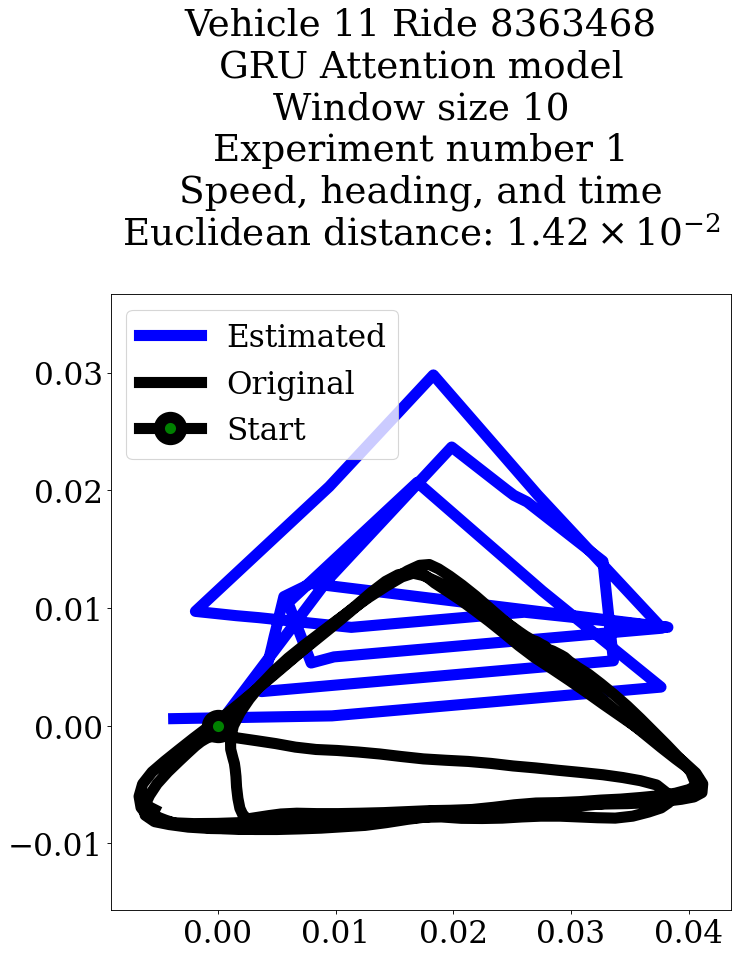 Vehicle 11 Ride 8363468
GRU Attention model
Window size 10
Experiment number 1
Speed, heading, and time
Euclidean distance: 1.42 × 10⁻²
Estimated
Original
Start
0.03
0.02
0.01
0.00
−0.01
0.00 0.01 0.02 0.03 0.04